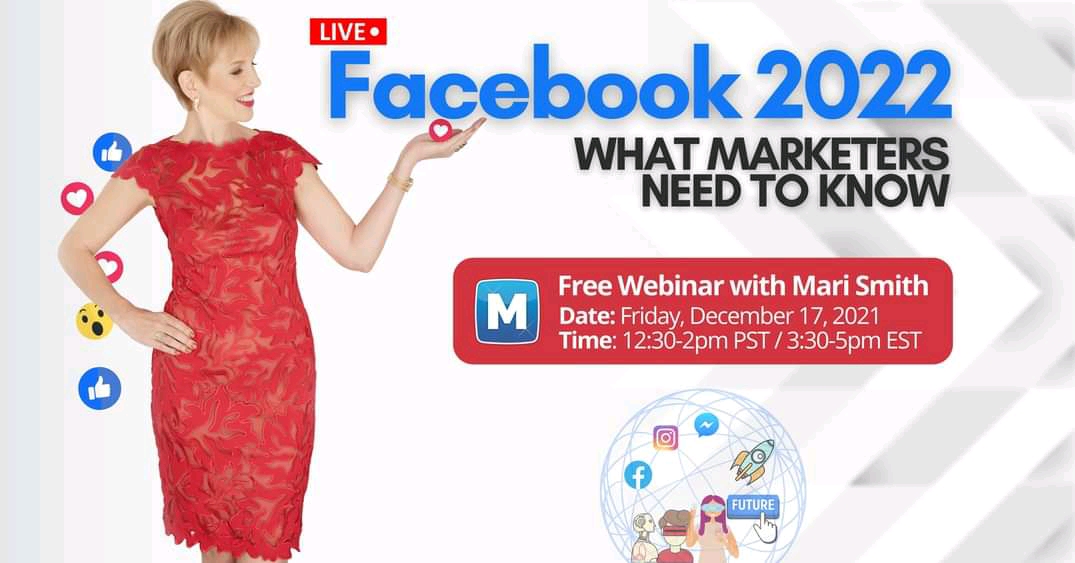 LIVE
Facebook 2022
WHAT MARKETERS
NEED TO KNOW
M
Free Webinar with Mari Smith
Date: Friday, December 17, 2021
Time: 12:30-2pm PST / 3:30-5pm EST
FUTURE